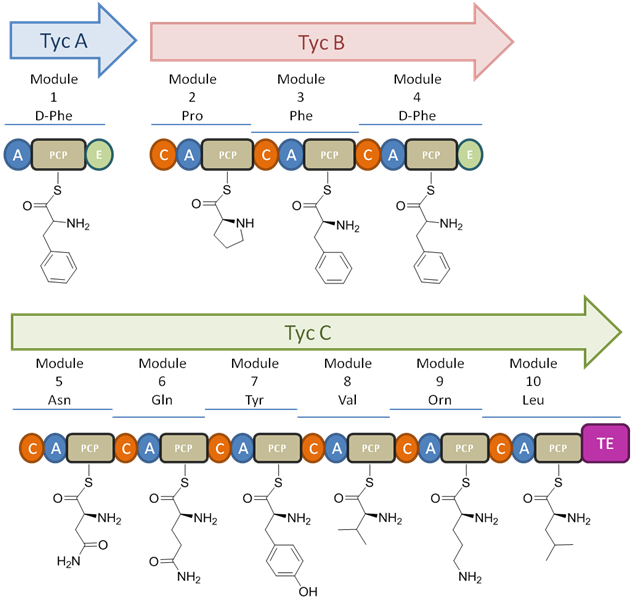 Tyc A Tyc B
Module Module Module Module
1 2 3 4
D-Phe Pro Phe D-Phe
A PCP E C A PCP C A PCP C A PCP E
S S S S
O O O O
NH2 NH NH2 NH2
Tyc C
Module Module Module Module Module Module
5 6 7 8 9 10
Asn Gln Tyr Val Orn Leu
C A PCP C A PCP C A PCP C A PCP C A PCP C A PCP TE
S S S S S S
O O O O O O
NH2 NH2 NH2 NH2 NH2 NH2
O
H2N O
NH2 NH2
OH